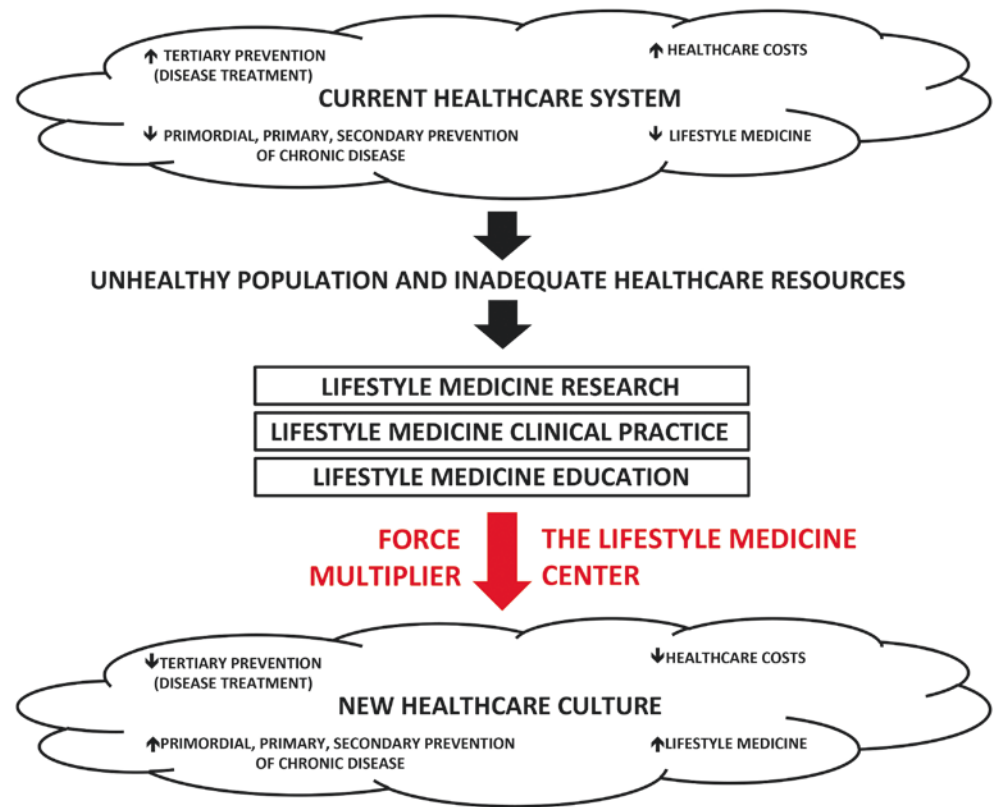 ↑ TERTIARY PREVENTION
(DISEASE TREATMENT)
↑ HEALTHCARE COSTS
CURRENT HEALTHCARE SYSTEM
↓ PRIMORDIAL, PRIMARY, SECONDARY PREVENTION
OF CHRONIC DISEASE
↓ LIFESTYLE MEDICINE
UNHEALTHY POPULATION AND INADEQUATE HEALTHCARE RESOURCES
LIFESTYLE MEDICINE RESEARCH
LIFESTYLE MEDICINE CLINICAL PRACTICE
LIFESTYLE MEDICINE EDUCATION
FORCE
MULTIPLIER
THE LIFESTYLE MEDICINE
CENTER
↓TERTIARY PREVENTION
(DISEASE TREATMENT)
↓HEALTHCARE COSTS
NEW HEALTHCARE CULTURE
↑PRIMORDIAL, PRIMARY, SECONDARY PREVENTION
OF CHRONIC DISEASE
↑LIFESTYLE MEDICINE